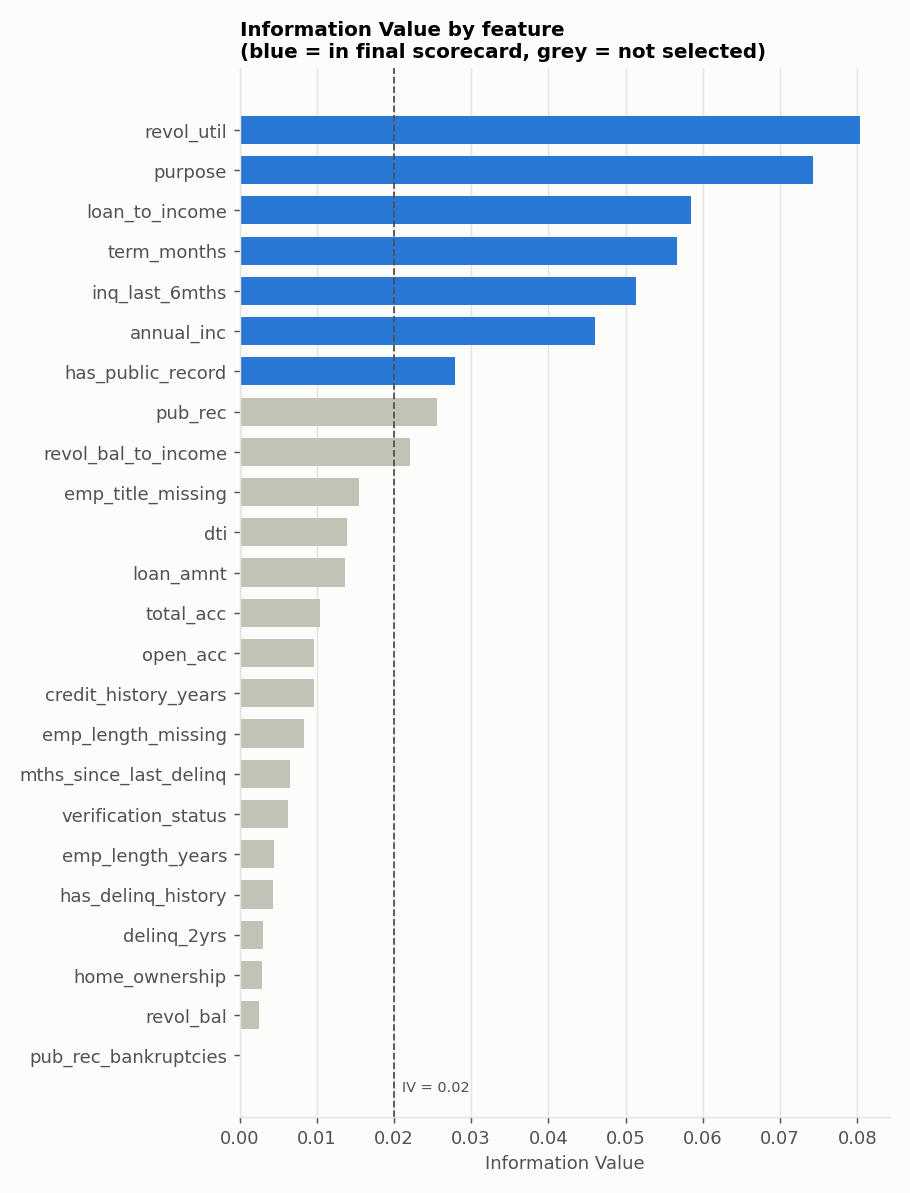 Information Value by feature
(blue = in final scorecard, grey = not selected)
revol_util
purpose
loan_to_income
term_months
inq_last_6mths
annual_inc
has_public_record
pub_rec
revol_bal_to_income
emp_title_missing
dti
loan_amnt
total_acc
open_acc
credit_history_years
emp_length_missing
mths_since_last_delinq
verification_status
emp_length_years
has_delinq_history
delinq_2yrs
home_ownership
revol_bal
pub_rec_bankruptcies
IV = 0.02
0.00 0.01 0.02 0.03 0.04 0.05 0.06 0.07 0.08
Information Value